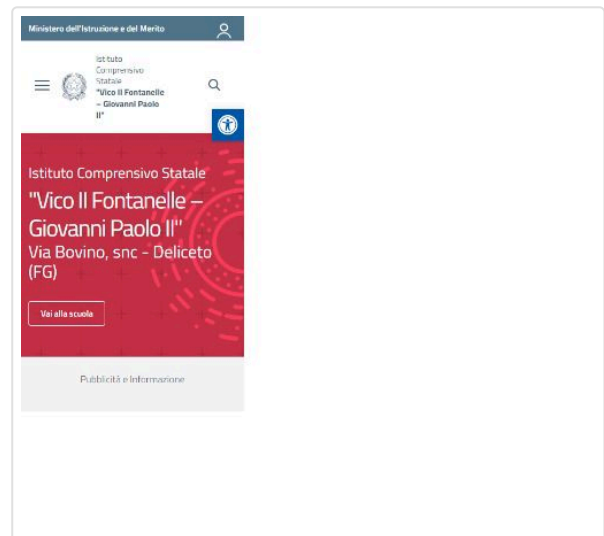 Ministero dell'Istruzione e del Merito
Istituto
Comprensivo
Statale
"Vico II Fontanelle
– Giovanni Paolo
II"
Istituto Comprensivo Statale
"Vico II Fontanelle –
Giovanni Paolo II"
Via Bovino, snc - Deliceto
(FG)
Vai alla scuola
Pubblicità e Informazione